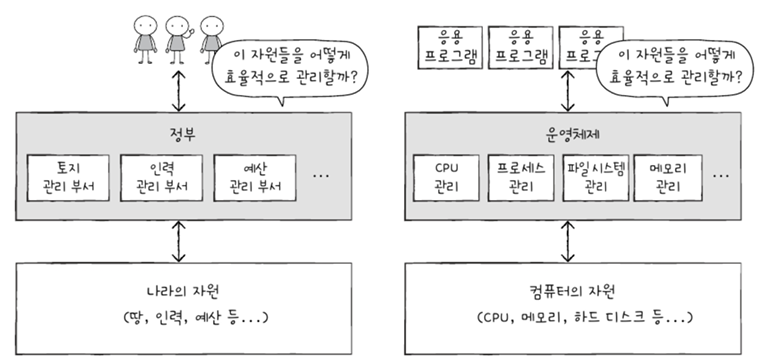 이 자원들을 어떻게
효율적으로 관리할까?
정부
토지
관리 부서
인력
관리 부서
예산
관리 부서
...
나라의 자원
(땅, 인력, 예산 등...)
응용
프로그램
응용
프로그램
응용
프로그램
이 자원들을 어떻게
효율적으로 관리할까?
운영체제
CPU
관리
프로세스
관리
파일시스템
관리
메모리
관리
...
컴퓨터의 자원
(CPU, 메모리, 하드 디스크 등...)